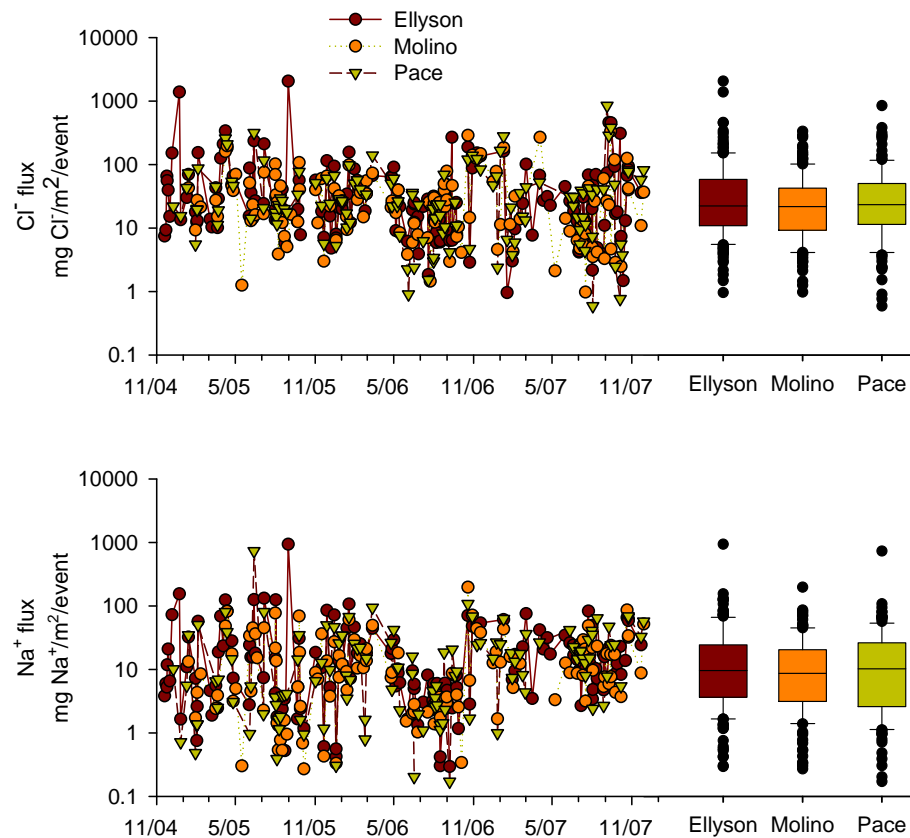 Ellyson
Molino
Pace
Cl⁻ flux
mg Cl⁻/m²/event
10000
1000
100
10
1
0.1
11/04 5/05 11/05 5/06 11/06 5/07 11/07
Ellyson Molino Pace
Na⁺ flux
mg Na⁺/m²/event
10000
1000
100
10
1
0.1
11/04 5/05 11/05 5/06 11/06 5/07 11/07
Ellyson Molino Pace